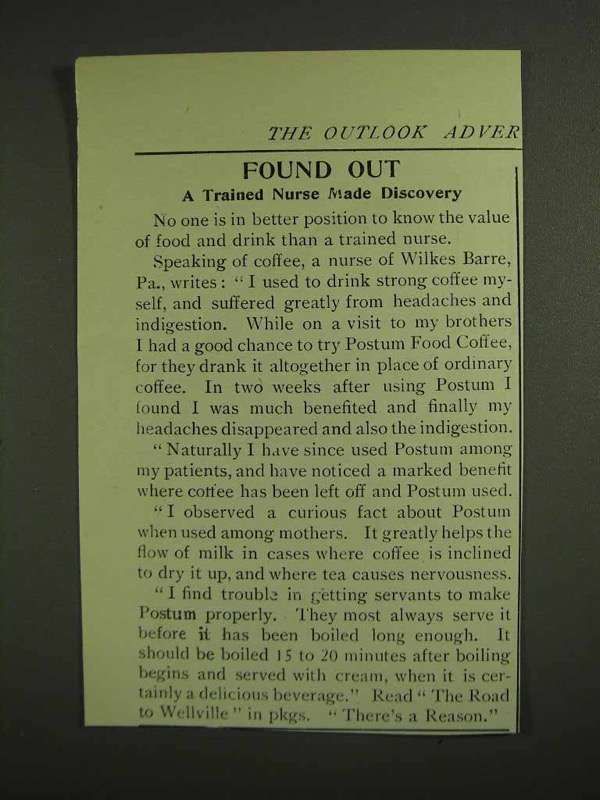 THE OUTLOOK ADVER
FOUND OUT
A Trained Nurse Made Discovery
No one is in better position to know the value
of food and drink than a trained nurse.
Speaking of coffee, a nurse of Wilkes Barre,
Pa., writes: "I used to drink strong coffee my-
self, and suffered greatly from headaches and
indigestion. While on a visit to my brothers
I had a good chance to try Postum Food Coffee,
for they drank it altogether in place of ordinary
coffee. In two weeks after using Postum I
found I was much benefited and finally my
headaches disappeared and also the indigestion.
"Naturally I have since used Postum among
my patients, and have noticed a marked benefit
where coffee has been left off and Postum used.
"I observed a curious fact about Postum
when used among mothers. It greatly helps the
flow of milk in cases where coffee is inclined
to dry it up, and where tea causes nervousness.
"I find trouble in getting servants to make
Postum properly. They most always serve it
before it has been boiled long enough. It
should be boiled 15 to 20 minutes after boiling
begins and served with cream, when it is cer-
tainly a delicious beverage." Read "The Road
to Wellville" in pkgs. "There's a Reason."